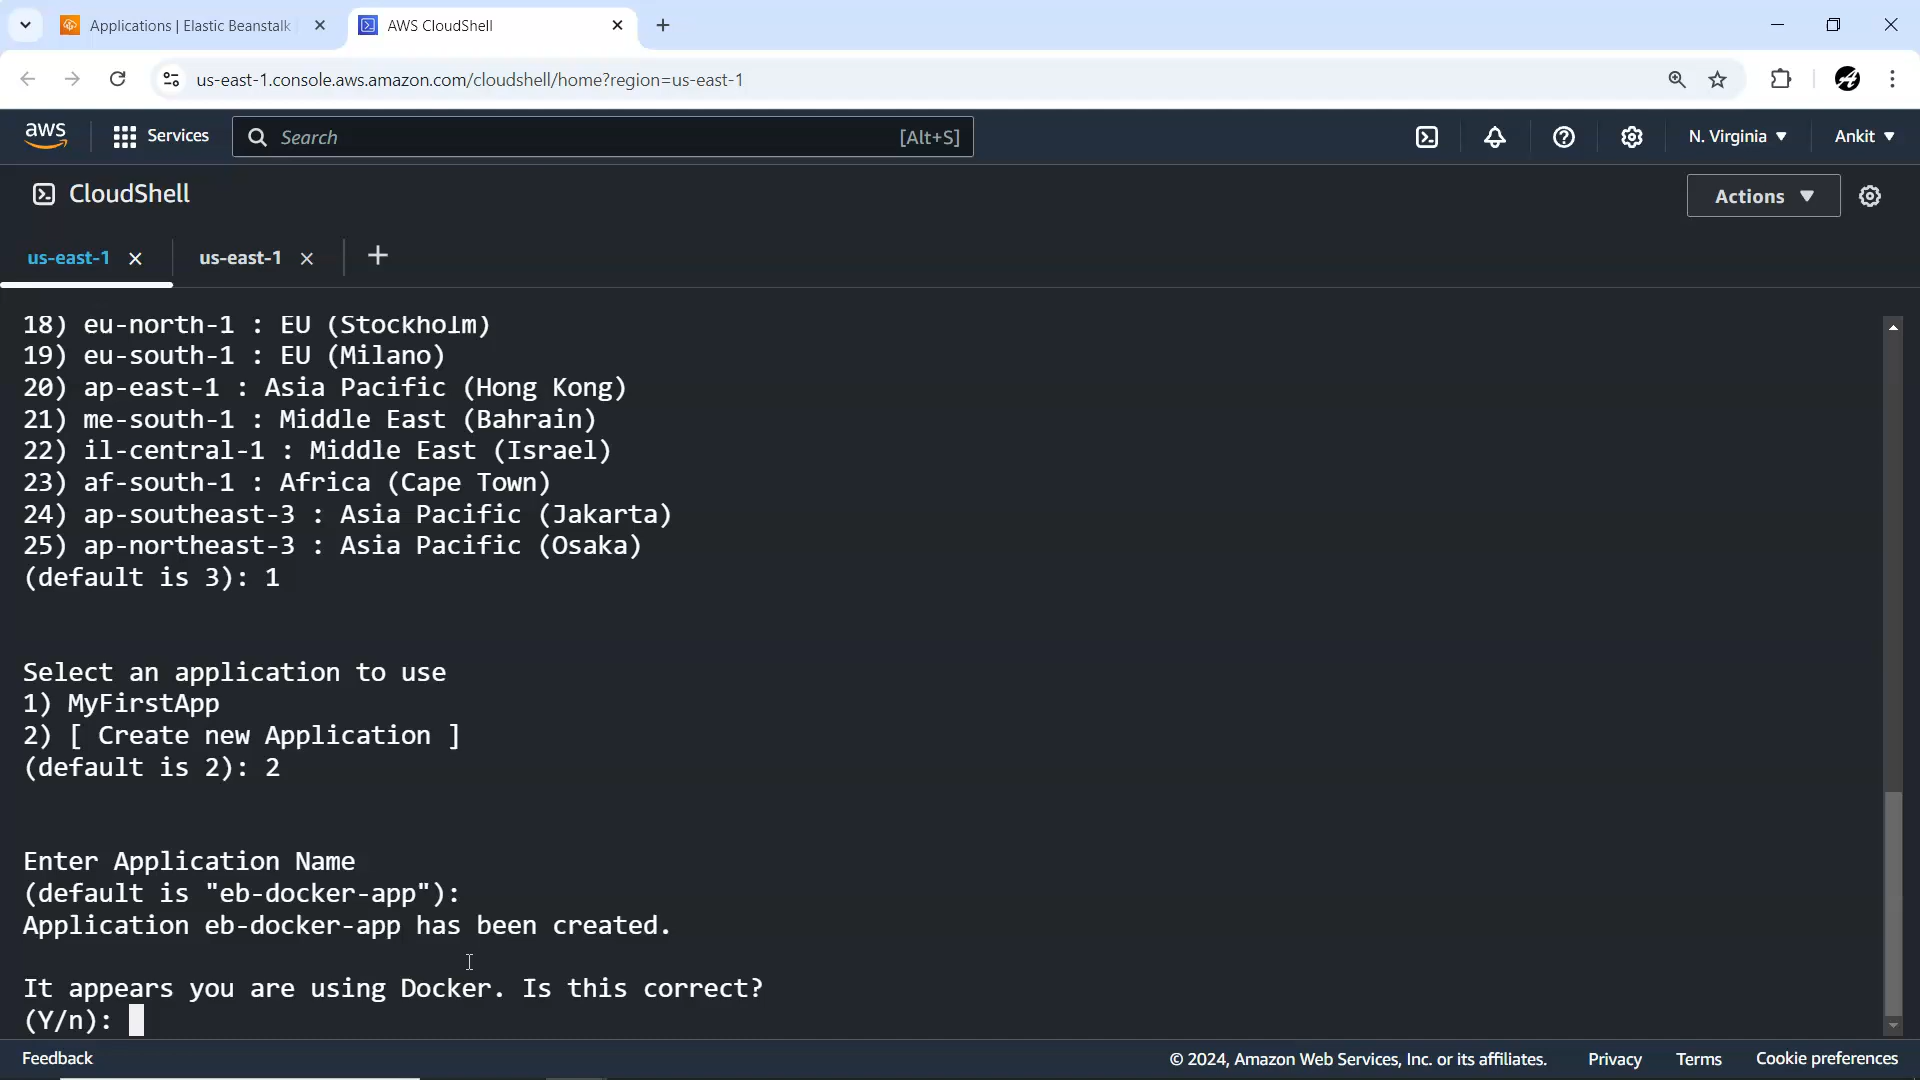 Applications | Elastic Beanstalk
AWS CloudShell
us-east-1.console.aws.amazon.com/cloudshell/home?region=us-east-1
aws
Services
Search
[Alt+S]
N. Virginia
Ankit
CloudShell
Actions
us-east-1
us-east-1
18) eu-north-1 : EU (Stockholm)
19) eu-south-1 : EU (Milano)
20) ap-east-1 : Asia Pacific (Hong Kong)
21) me-south-1 : Middle East (Bahrain)
22) il-central-1 : Middle East (Israel)
23) af-south-1 : Africa (Cape Town)
24) ap-southeast-3 : Asia Pacific (Jakarta)
25) ap-northeast-3 : Asia Pacific (Osaka)
(default is 3): 1
Select an application to use
1) MyFirstApp
2) [ Create new Application ]
(default is 2): 2
Enter Application Name
(default is "eb-docker-app"):
Application eb-docker-app has been created.
It appears you are using Docker. Is this correct?
(Y/n):
Feedback
© 2024, Amazon Web Services, Inc. or its affiliates.
Privacy
Terms
Cookie preferences